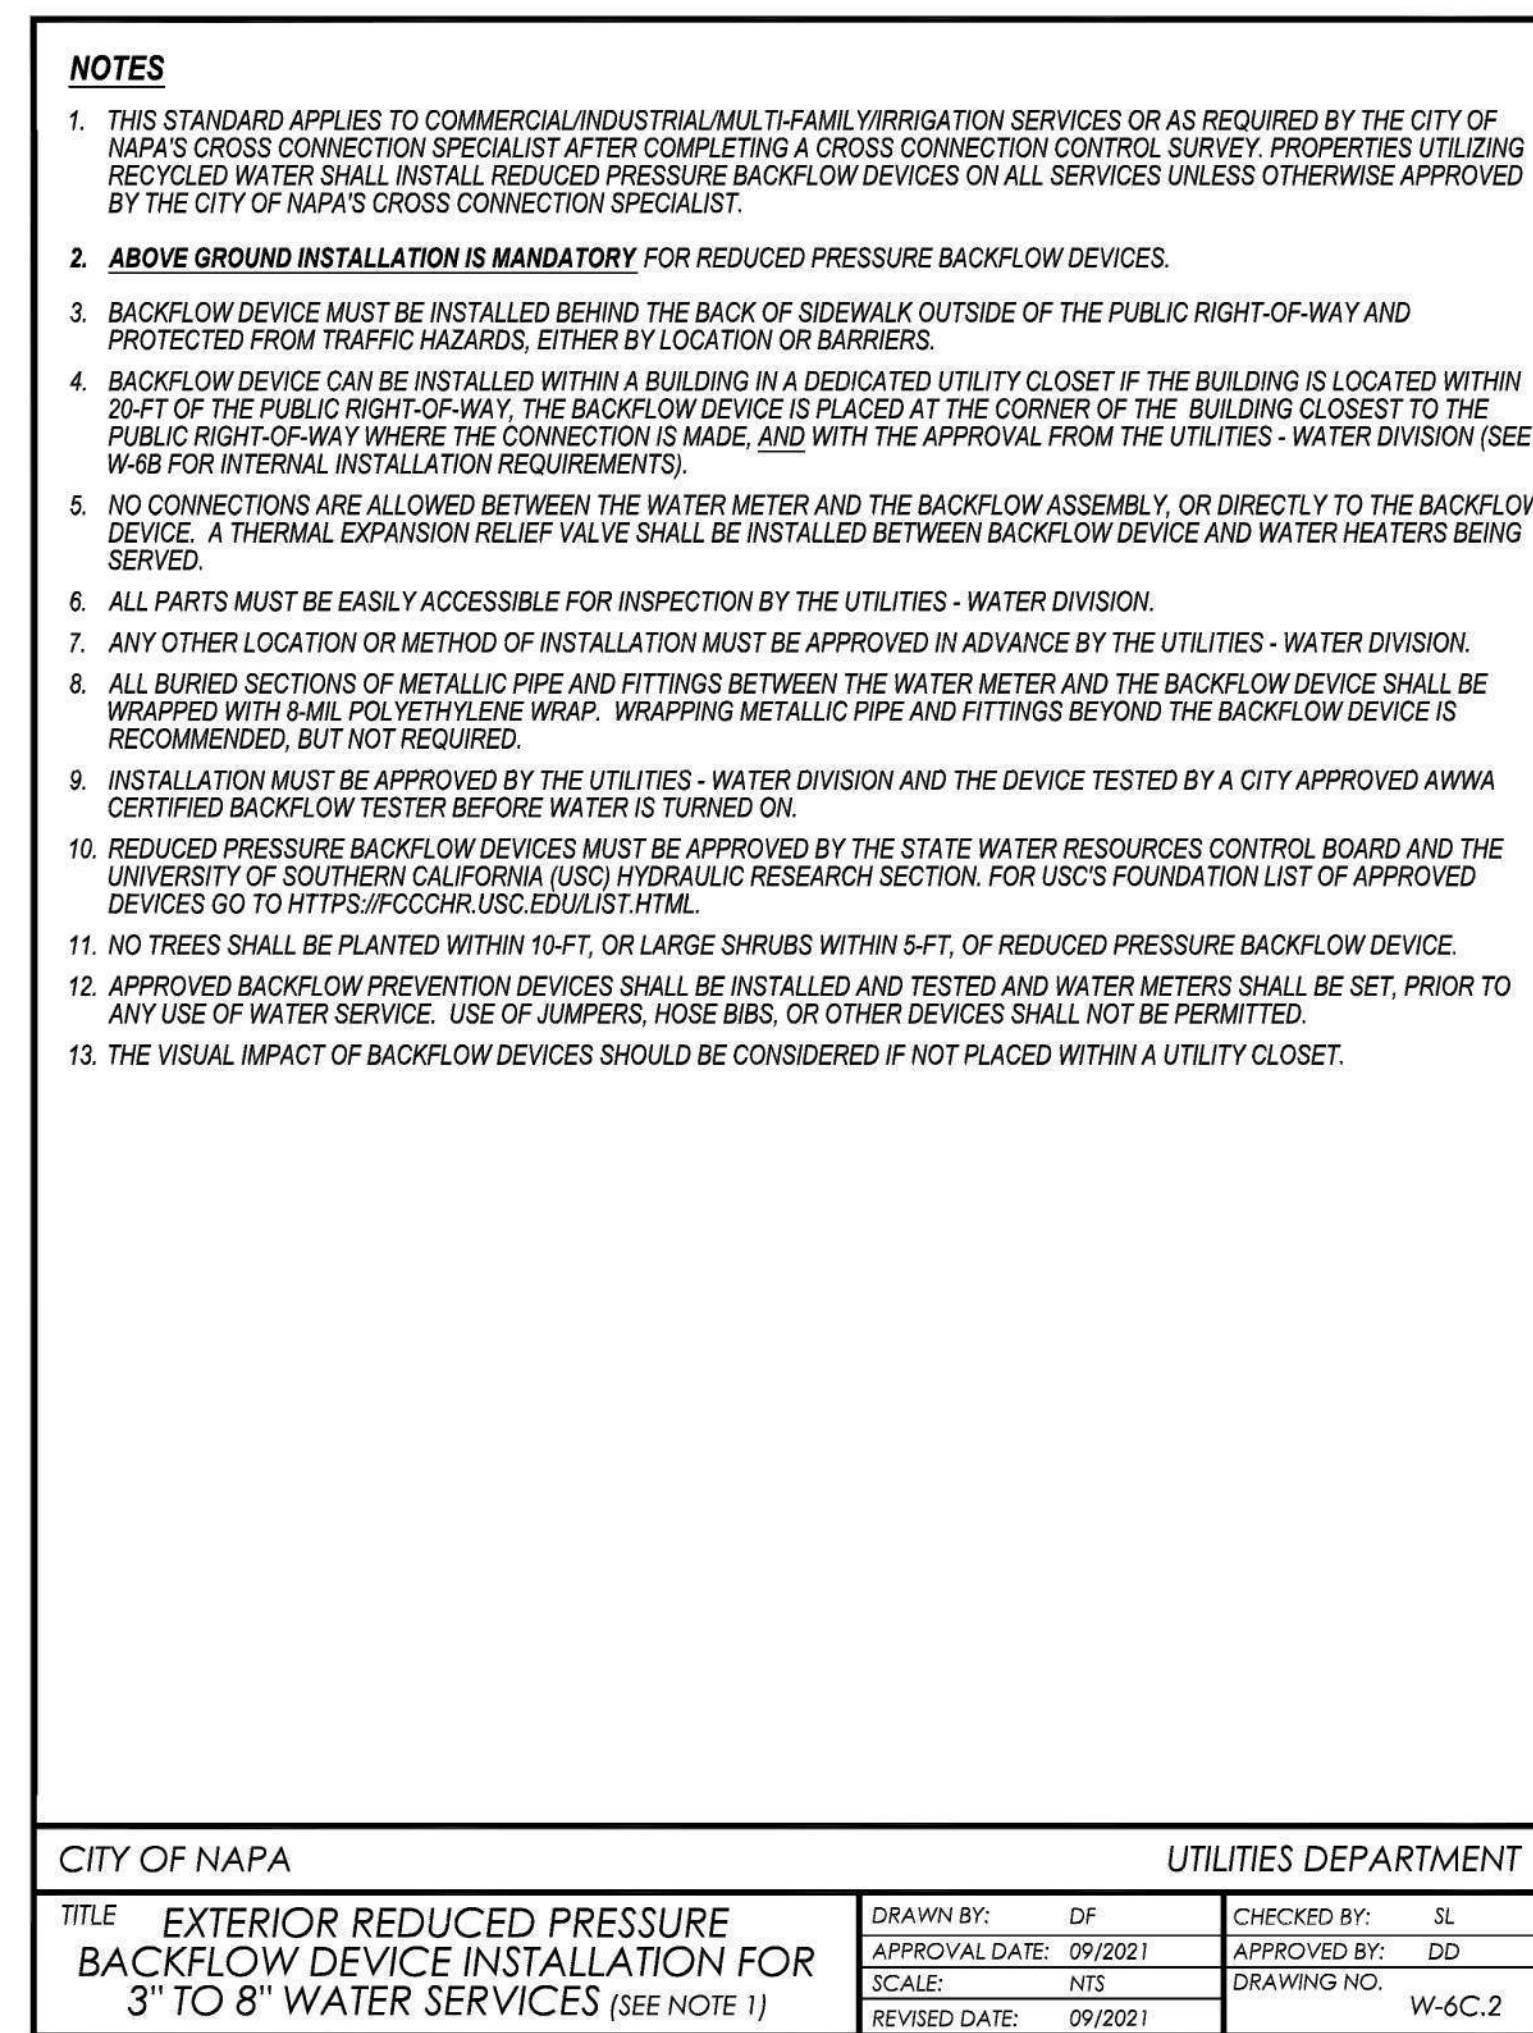 NOTES
1. THIS STANDARD APPLIES TO COMMERCIAL/INDUSTRIAL/MULTI-FAMILY/IRRIGATION SERVICES OR AS REQUIRED BY THE CITY OF
NAPA'S CROSS CONNECTION SPECIALIST AFTER COMPLETING A CROSS CONNECTION CONTROL SURVEY. PROPERTIES UTILIZING
RECYCLED WATER SHALL INSTALL REDUCED PRESSURE BACKFLOW DEVICES ON ALL SERVICES UNLESS OTHERWISE APPROVED
BY THE CITY OF NAPA'S CROSS CONNECTION SPECIALIST.
2. ABOVE GROUND INSTALLATION IS MANDATORY FOR REDUCED PRESSURE BACKFLOW DEVICES.
3. BACKFLOW DEVICE MUST BE INSTALLED BEHIND THE BACK OF SIDEWALK OUTSIDE OF THE PUBLIC RIGHT-OF-WAY AND
PROTECTED FROM TRAFFIC HAZARDS, EITHER BY LOCATION OR BARRIERS.
4. BACKFLOW DEVICE CAN BE INSTALLED WITHIN A BUILDING IN A DEDICATED UTILITY CLOSET IF THE BUILDING IS LOCATED WITHIN
20-FT OF THE PUBLIC RIGHT-OF-WAY, THE BACKFLOW DEVICE IS PLACED AT THE CORNER OF THE BUILDING CLOSEST TO THE
PUBLIC RIGHT-OF-WAY WHERE THE CONNECTION IS MADE, AND WITH THE APPROVAL FROM THE UTILITIES - WATER DIVISION (SEE
W-6B FOR INTERNAL INSTALLATION REQUIREMENTS).
5. NO CONNECTIONS ARE ALLOWED BETWEEN THE WATER METER AND THE BACKFLOW ASSEMBLY, OR DIRECTLY TO THE BACKFLOW
DEVICE. A THERMAL EXPANSION RELIEF VALVE SHALL BE INSTALLED BETWEEN BACKFLOW DEVICE AND WATER HEATERS BEING
SERVED.
6. ALL PARTS MUST BE EASILY ACCESSIBLE FOR INSPECTION BY THE UTILITIES - WATER DIVISION.
7. ANY OTHER LOCATION OR METHOD OF INSTALLATION MUST BE APPROVED IN ADVANCE BY THE UTILITIES - WATER DIVISION.
8. ALL BURIED SECTIONS OF METALLIC PIPE AND FITTINGS BETWEEN THE WATER METER AND THE BACKFLOW DEVICE SHALL BE
WRAPPED WITH 8-MIL POLYETHYLENE WRAP. WRAPPING METALLIC PIPE AND FITTINGS BEYOND THE BACKFLOW DEVICE IS
RECOMMENDED, BUT NOT REQUIRED.
9. INSTALLATION MUST BE APPROVED BY THE UTILITIES - WATER DIVISION AND THE DEVICE TESTED BY A CITY APPROVED AWWA
CERTIFIED BACKFLOW TESTER BEFORE WATER IS TURNED ON.
10. REDUCED PRESSURE BACKFLOW DEVICES MUST BE APPROVED BY THE STATE WATER RESOURCES CONTROL BOARD AND THE
UNIVERSITY OF SOUTHERN CALIFORNIA (USC) HYDRAULIC RESEARCH SECTION. FOR USC'S FOUNDATION LIST OF APPROVED
DEVICES GO TO HTTPS://FCCCHR.USC.EDU/LIST.HTML.
11. NO TREES SHALL BE PLANTED WITHIN 10-FT, OR LARGE SHRUBS WITHIN 5-FT, OF REDUCED PRESSURE BACKFLOW DEVICE.
12. APPROVED BACKFLOW PREVENTION DEVICES SHALL BE INSTALLED AND TESTED AND WATER METERS SHALL BE SET, PRIOR TO
ANY USE OF WATER SERVICE. USE OF JUMPERS, HOSE BIBS, OR OTHER DEVICES SHALL NOT BE PERMITTED.
13. THE VISUAL IMPACT OF BACKFLOW DEVICES SHOULD BE CONSIDERED IF NOT PLACED WITHIN A UTILITY CLOSET.
CITY OF NAPA
UTILITIES DEPARTMENT
TITLE EXTERIOR REDUCED PRESSURE
BACKFLOW DEVICE INSTALLATION FOR
3" TO 8" WATER SERVICES (SEE NOTE 1)
DRAWN BY: DF
APPROVAL DATE: 09/2021
SCALE: NTS
REVISED DATE: 09/2021
CHECKED BY: SL
APPROVED BY: DD
DRAWING NO.
W-6C.2